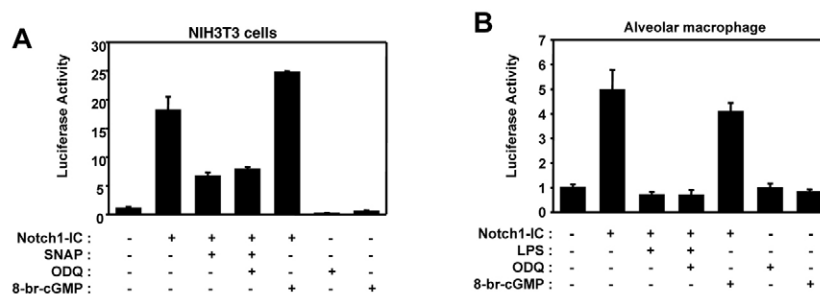 A
NIH3T3 cells
Luciferase Activity
30
25
20
15
10
5
0
Notch1-IC : - + + + + - -
SNAP : - - + + - - -
ODQ : - - - + - + -
8-br-cGMP : - - - - + - +
B
Alveolar macrophage
Luciferase Activity
7
6
5
4
3
2
1
0
Notch1-IC : - + + + + - -
LPS : - - + + - - -
ODQ : - - - + - + -
8-br-cGMP : - - - - + - +